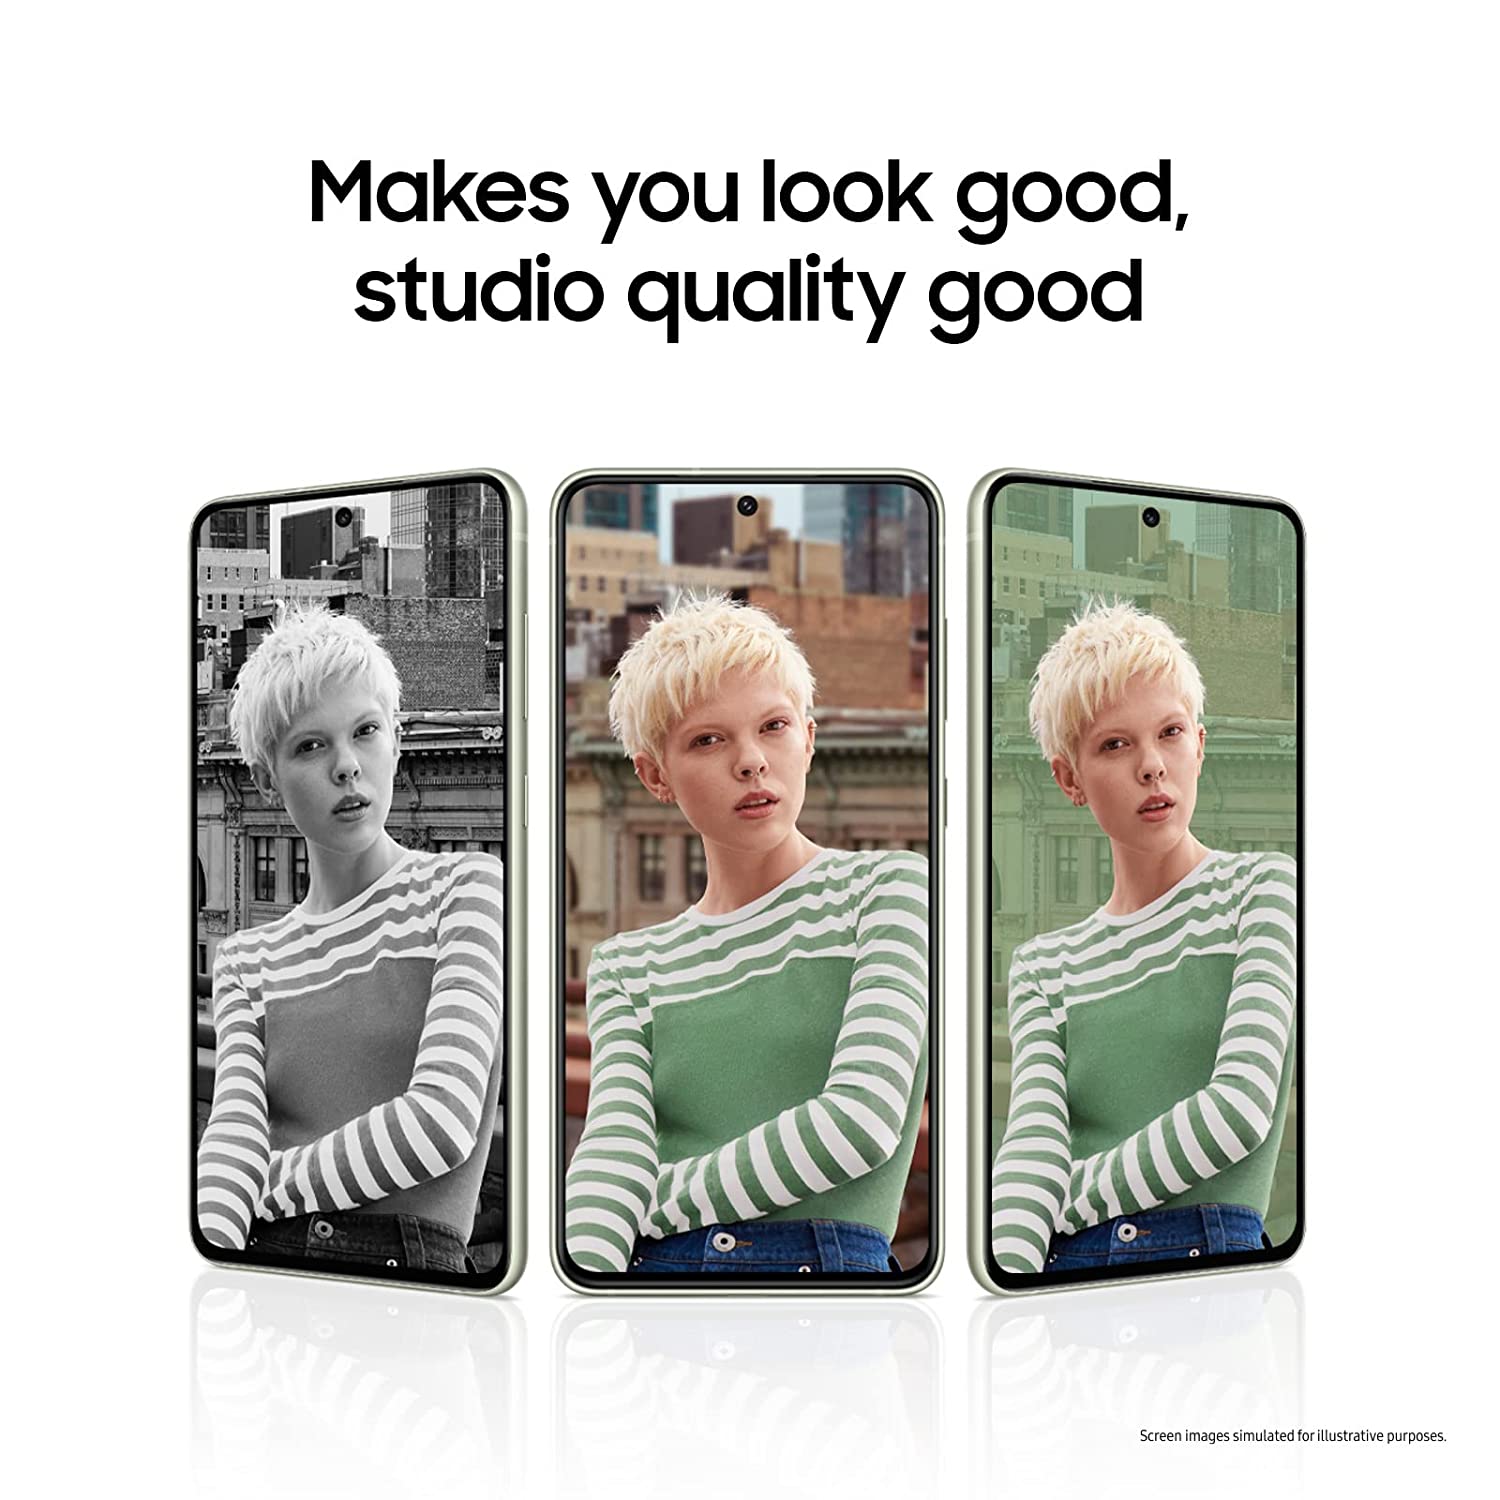 Makes you look good,
studio quality good
Screen images simulated for illustrative purposes.